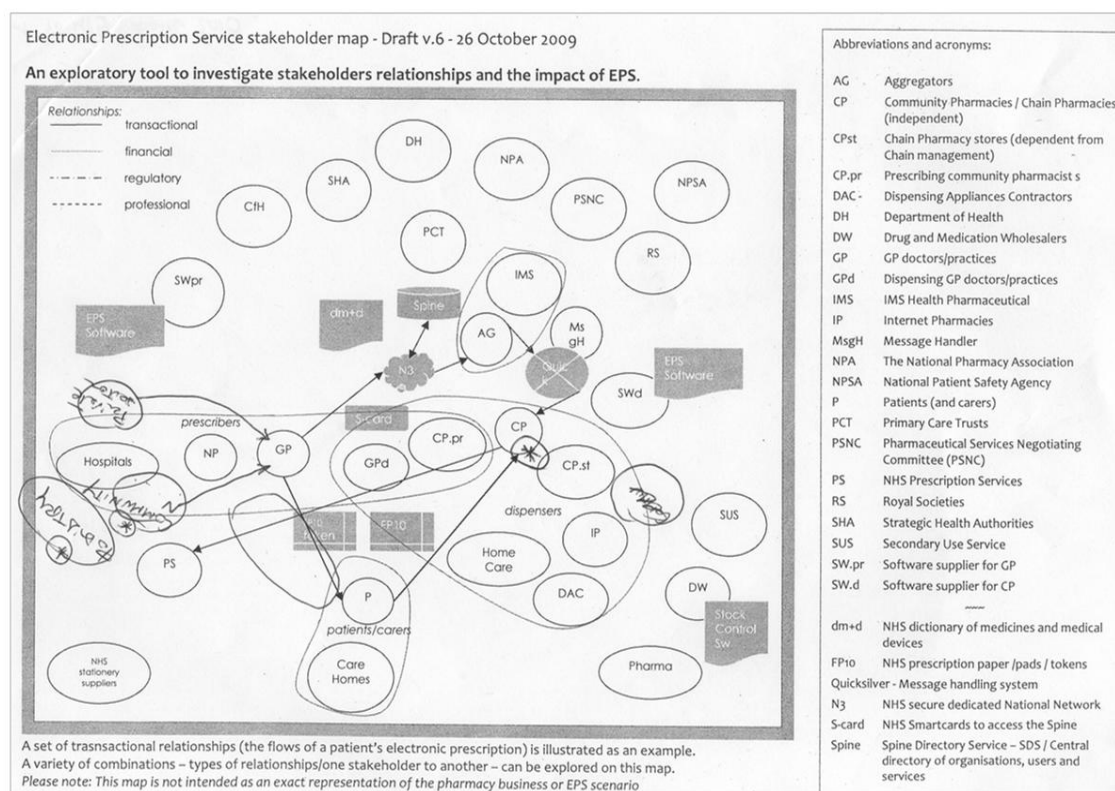 Electronic Prescription Service stakeholder map - Draft v.6 - 26 October 2009
An exploratory tool to investigate stakeholders relationships and the impact of EPS.
Relationships:
transactional
financial
regulatory
professional
DH
NPA
SHA
PSNC
NPSA
CfH
PCT
RS
SWpr
IMS
EPS
Software
dm+d
Spine
AG
Ms
gH
N3
Quic
EPS
Software
SWd
prescribers
S-card
CP
Hospitals
NP
GP
CP.pr
GPd
CP.st
COMMUNITY
dispensers
token
FP10
SUS
PS
Home
Care
IP
P
DAC
DW
patients/carers
Stock
Control
Sw
NHS
stationery
suppliers
Care
Homes
Pharma
A set of trasnsactional relationships (the flows of a patient's electronic prescription) is illustrated as an example.
A variety of combinations – types of relationships/one stakeholder to another – can be explored on this map.
Please note: This map is not intended as an exact representation of the pharmacy business or EPS scenario
Abbreviations and acronyms:
AG Aggregators
CP Community Pharmacies / Chain Pharmacies
(independent)
CPst Chain Pharmacy stores (dependent from
Chain management)
CP.pr Prescribing community pharmacist s
DAC - Dispensing Appliances Contractors
DH Department of Health
DW Drug and Medication Wholesalers
GP GP doctors/practices
GPd Dispensing GP doctors/practices
IMS IMS Health Pharmaceutical
IP Internet Pharmacies
MsgH Message Handler
NPA The National Pharmacy Association
NPSA National Patient Safety Agency
P Patients (and carers)
PCT Primary Care Trusts
PSNC Pharmaceutical Services Negotiating
Committee (PSNC)
PS NHS Prescription Services
RS Royal Societies
SHA Strategic Health Authorities
SUS Secondary Use Service
SW.pr Software supplier for GP
SW.d Software supplier for CP
dm+d NHS dictionary of medicines and medical
devices
FP10 NHS prescription paper /pads / tokens
Quicksilver - Message handling system
N3 NHS secure dedicated National Network
S-card NHS Smartcards to access the Spine
Spine Spine Directory Service – SDS / Central
directory of organisations, users and
services